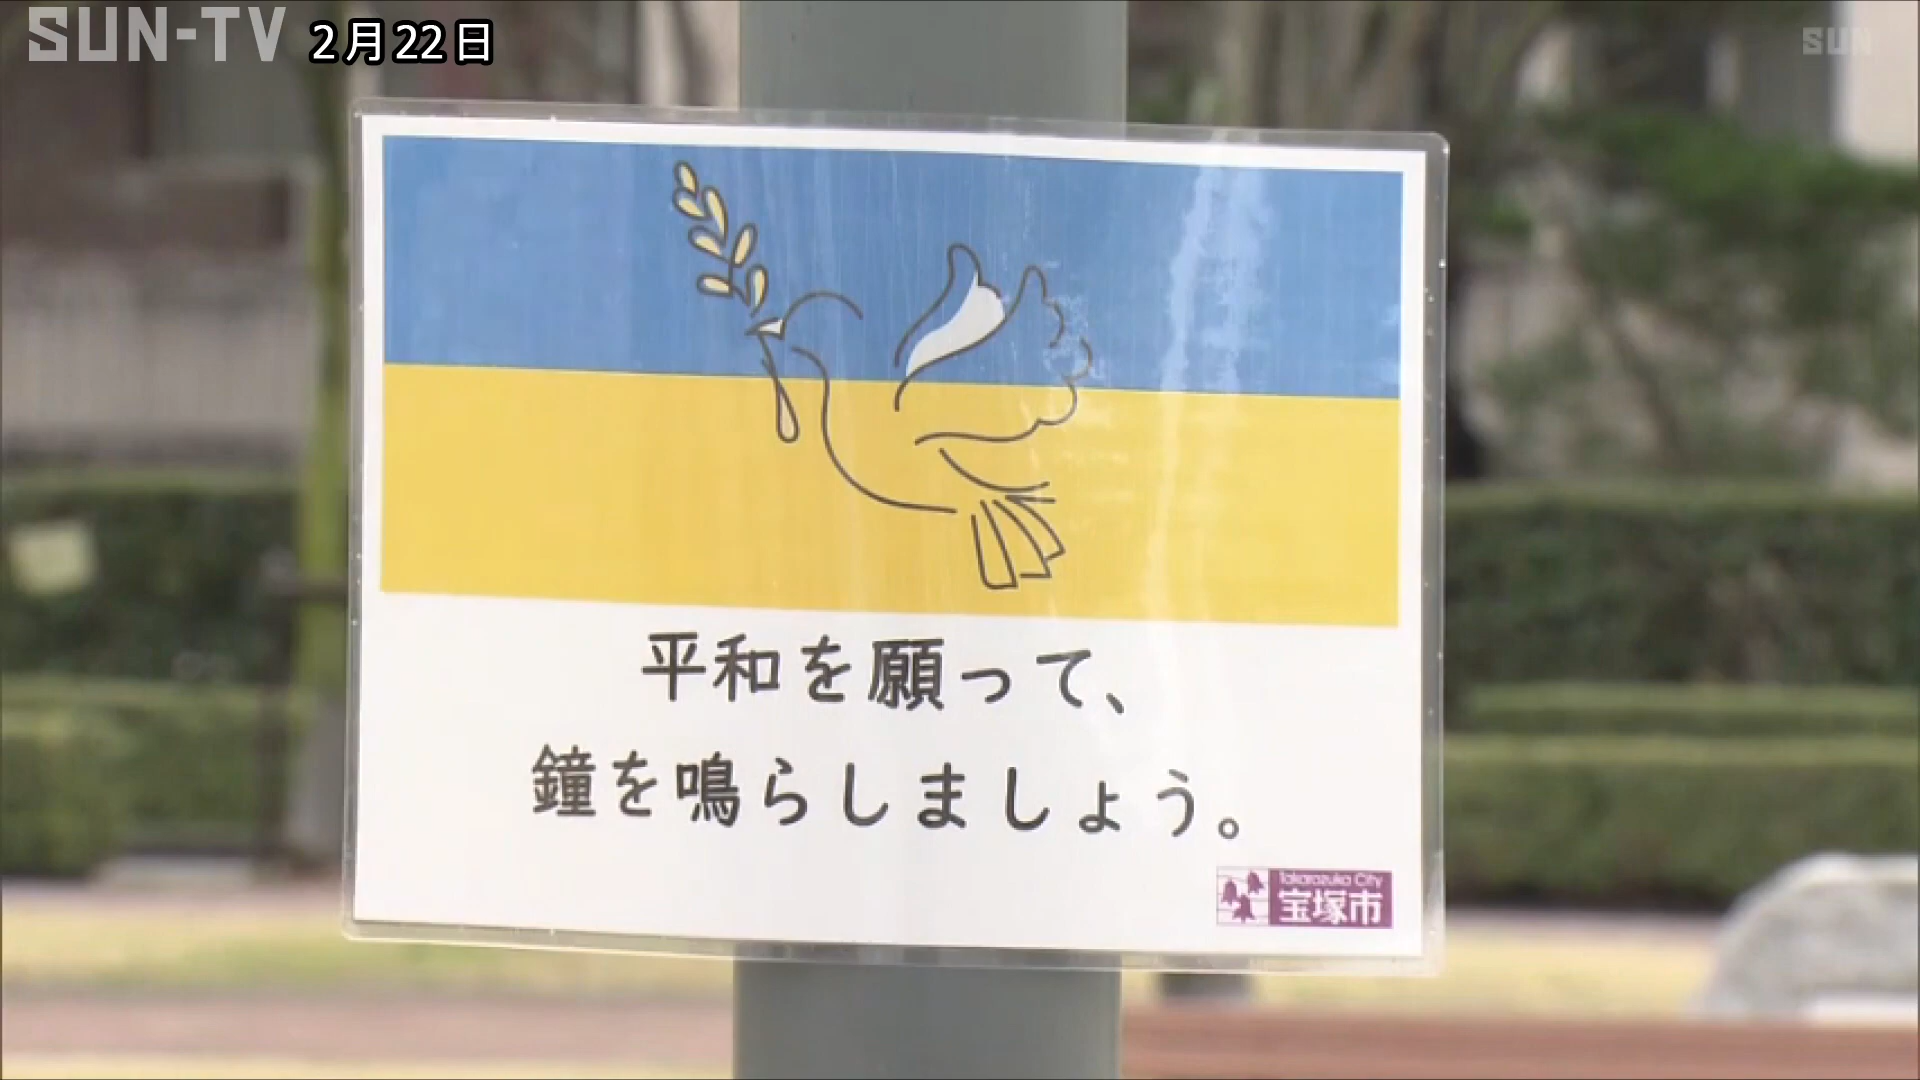 SUN-TV 2月22日
SUN
平和を願って、
鐘を鳴らしましょう。
Takarazuka City
宝塚市